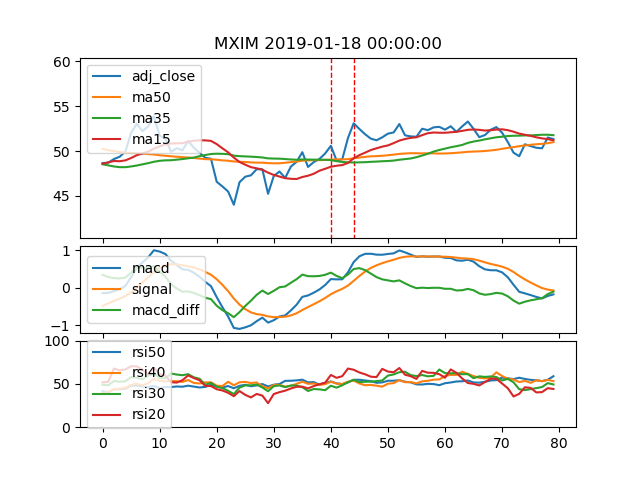 MXIM 2019-01-18 00:00:00
60
55
50
45
adj_close
ma50
ma35
ma15
1
0
−1
macd
signal
macd_diff
100
50
0
rsi50
rsi40
rsi30
rsi20
0 10 20 30 40 50 60 70 80